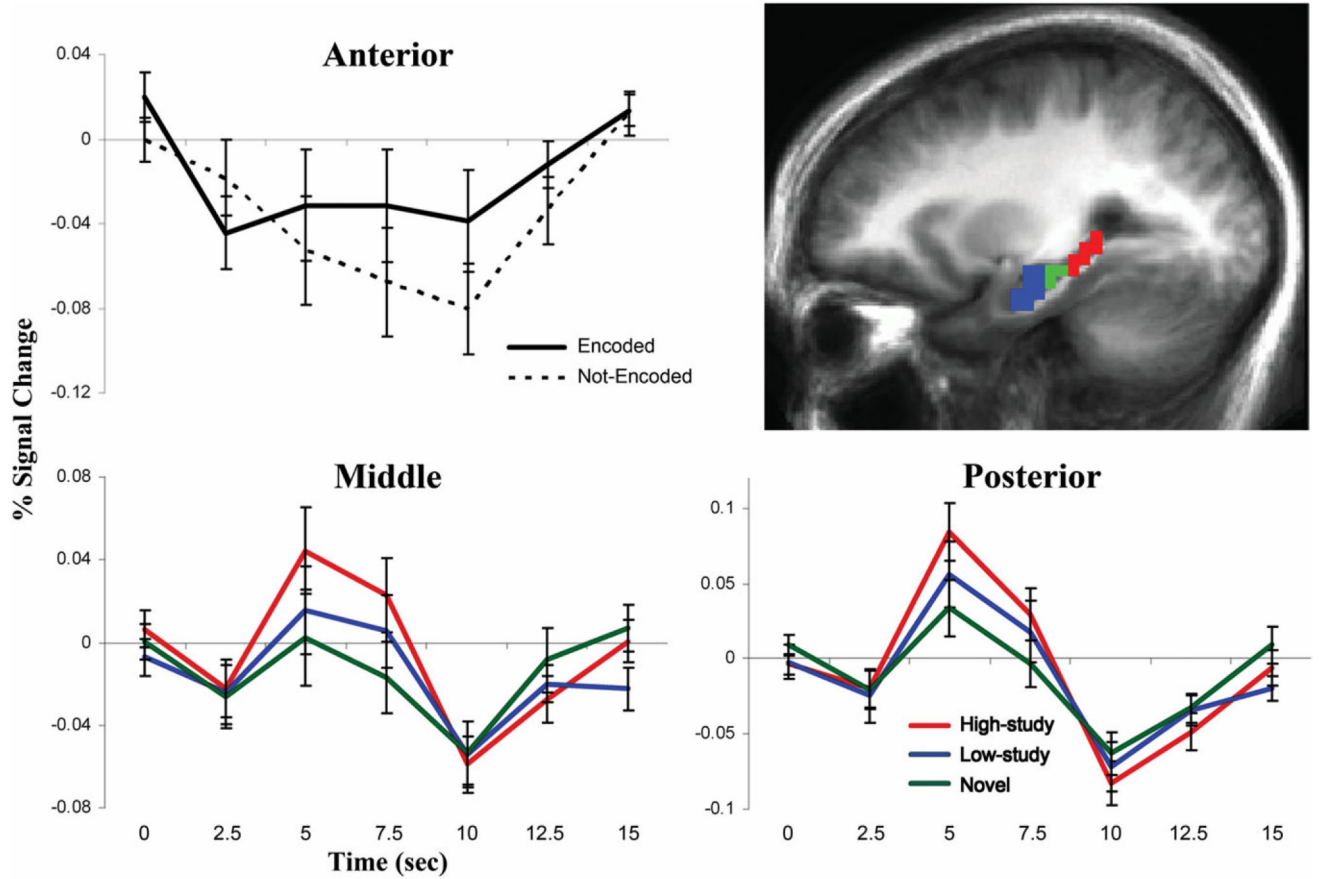 Anterior
0.04
0
-0.04
-0.08
-0.12
Encoded
Not-Encoded
% Signal Change
Middle
0.08
0.04
0
-0.04
-0.08
0 2.5 5 7.5 10 12.5 15
Time (sec)
Posterior
0.1
0.05
0
-0.05
-0.1
High-study
Low-study
Novel
0 2.5 5 7.5 10 12.5 15